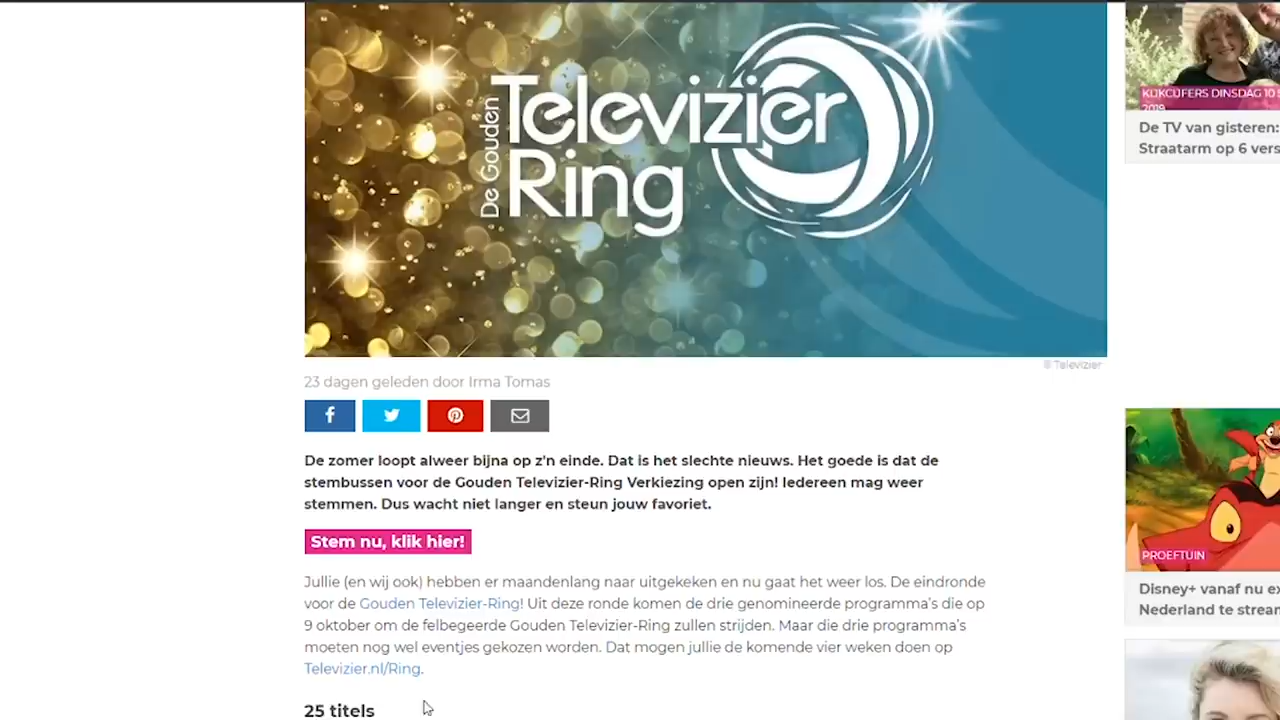 De Gouden
Televizier
Ring
© Televizier
23 dagen geleden door Irma Tomas
De zomer loopt alweer bijna op z'n einde. Dat is het slechte nieuws. Het goede is dat de
stembussen voor de Gouden Televizier-Ring Verkiezing open zijn! Iedereen mag weer
stemmen. Dus wacht niet langer en steun jouw favoriet.
Stem nu, klik hier!
Jullie (en wij ook) hebben er maandenlang naar uitgekeken en nu gaat het weer los. De eindronde
voor de Gouden Televizier-Ring! Uit deze ronde komen de drie genomineerde programma's die op
9 oktober om de felbegeerde Gouden Televizier-Ring zullen strijden. Maar die drie programma's
moeten nog wel eventjes gekozen worden. Dat mogen jullie de komende vier weken doen op
Televizier.nl/Ring.
25 titels
KIJKCIJFERS DINSDAG 10 S
2019
De TV van gisteren:
Straatarm op 6 vers
PROEFTUIN
Disney+ vanaf nu ex
Nederland te stream